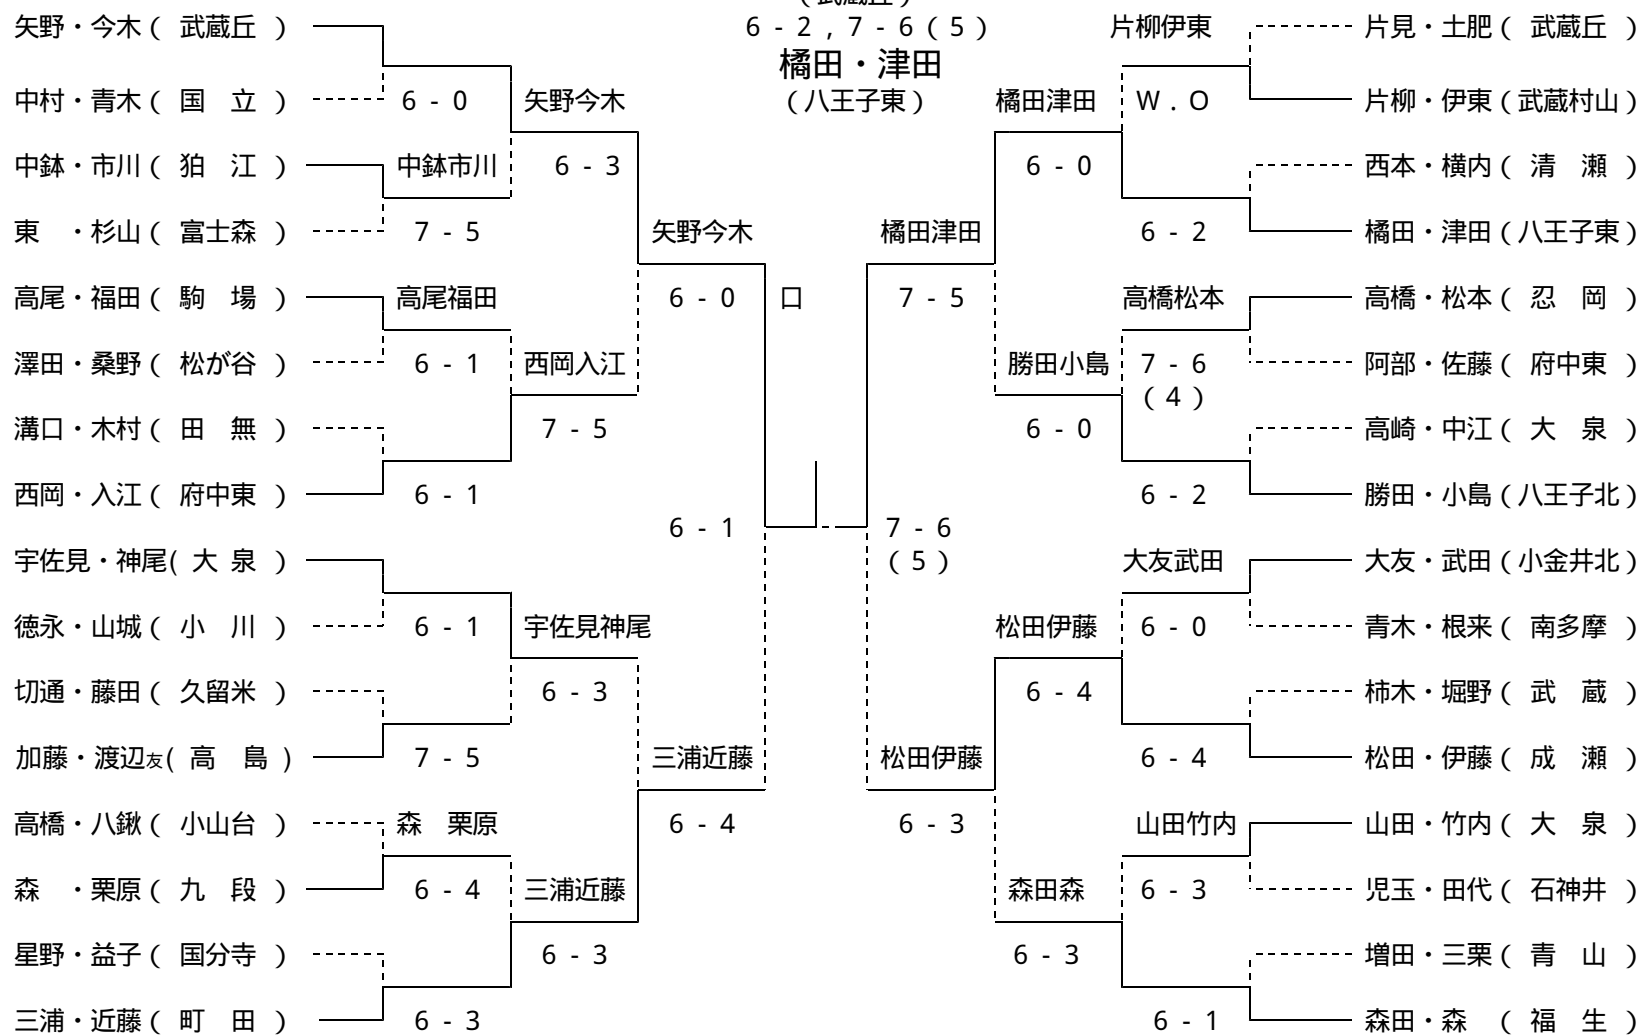 （武蔵丘）
矢野・今木（ 武蔵丘 ） 6 - 2 , 7 - 6 ( 5 ) 片柳伊東 片見・土肥（ 武蔵丘 ）
橘田・津田
中村・青木（ 国　立 ） 6 - 0 矢野今木 （八王子東） 橘田津田 W . O 片柳・伊東（武蔵村山）
中鉢・市川（ 狛　江 ） 中鉢市川 6 - 3 6 - 0 西本・横内（ 清　瀬 ）
東　・杉山（ 富士森 ） 7 - 5 矢野今木 橘田津田 6 - 2 橘田・津田（八王子東）
高尾・福田（ 駒　場 ） 高尾福田 6 - 0 口 7 - 5 高橋松本 高橋・松本（ 忍　岡 ）
澤田・桑野（ 松が谷 ） 6 - 1 西岡入江 勝田小島 7 - 6 阿部・佐藤（ 府中東 ）
( 4 )
溝口・木村（ 田　無 ） 7 - 5 6 - 0 高崎・中江（ 大　泉 ）
西岡・入江（ 府中東 ） 6 - 1 6 - 2 勝田・小島（八王子北）
6 - 1 7 - 6
宇佐見・神尾( 大 泉 ） ( 5 ) 大友武田 大友・武田（小金井北）
徳永・山城（ 小　川 ） 6 - 1 宇佐見神尾 松田伊藤 6 - 0 青木・根来（ 南多摩 ）
切通・藤田（ 久留米 ） 6 - 3 6 - 4 柿木・堀野（ 武　蔵 ）
加藤・渡辺友( 高　島 ) 7 - 5 三浦近藤 松田伊藤 6 - 4 松田・伊藤（ 成　瀬 ）
高橋・八鍬（ 小山台 ） 森　栗原 6 - 4 6 - 3 山田竹内 山田・竹内（ 大　泉 ）
森　・栗原（ 九　段 ） 6 - 4 三浦近藤 森田森 6 - 3 児玉・田代（ 石神井 ）
星野・益子（ 国分寺 ） 6 - 3 6 - 3 増田・三栗（ 青　山 ）
三浦・近藤（ 町　田 ） 6 - 3 6 - 1 森田・森　（ 福　生 ）